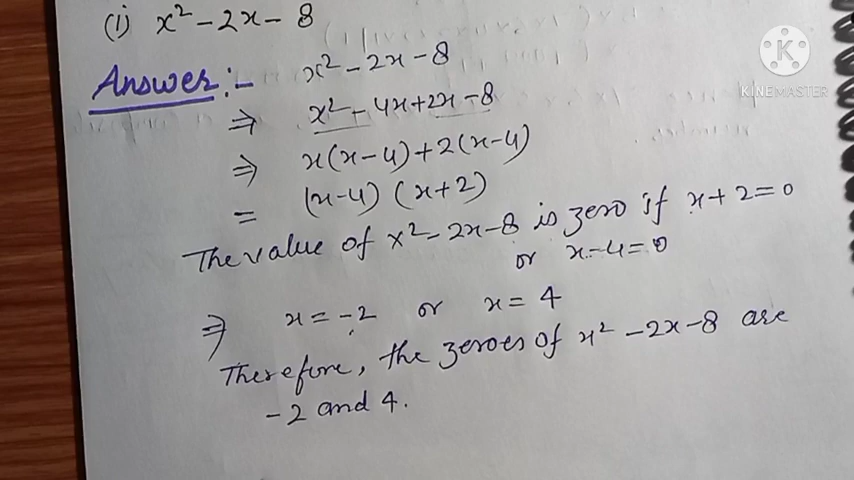 (i) x² - 2x - 8
Answer :- x² - 2x - 8
⇒ x² - 4x + 2x - 8
⇒ x(x - 4) + 2(x - 4)
= (x - 4) (x + 2)
The value of x² - 2x - 8 is zero if x + 2 = 0
or x - 4 = 0
⇒ x = -2 or x = 4
Therefore, the zeroes of x² - 2x - 8 are
-2 and 4.
KINEMASTER